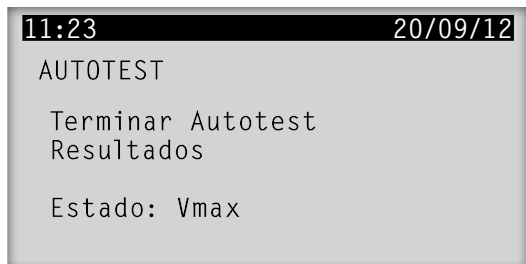 11:23 20/09/12
AUTOTEST
Terminar Autotest
Resultados
Estado: Vmax